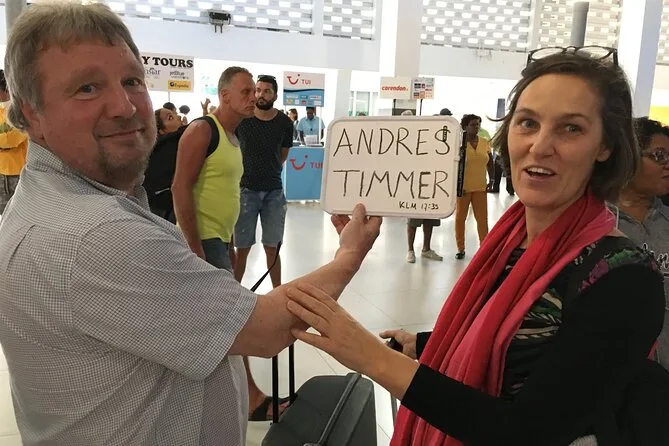 Y TOURS
TUI
corendon
TUI
ANDRES
TIMMER
KLM 17:35